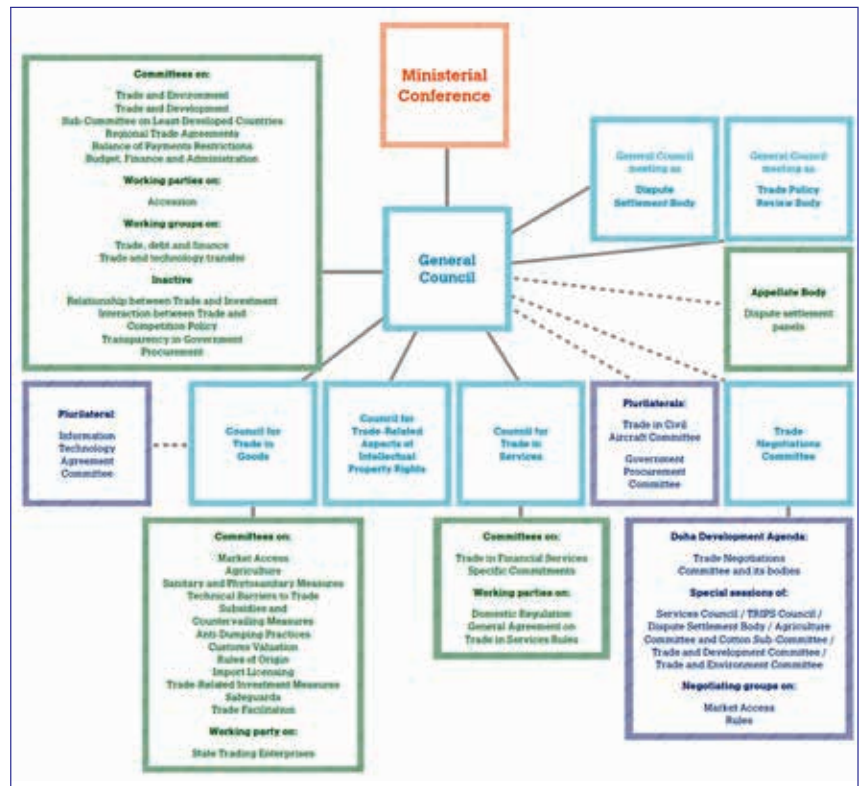 Ministerial
Conference
Committees on:
Trade and Environment
Trade and Development
Sub-Committee on Least Developed Countries
Regional Trade Agreements
Balance of Payments Restrictions
Budget, Finance and Administration
Working parties on:
Accession
Working groups on:
Trade, debt and finance
Trade and technology transfer
Inactive
Relationship between Trade and Investment
Interaction between Trade and
Competition Policy
Transparency in Government
Procurement
General
Council
General Council
meeting as
Dispute
Settlement Body
General Council
meeting as
Trade Policy
Review Body
Appellate Body
Dispute settlement
panels
Plurilateral:
Information
Technology
Agreement
Committee
Council for
Trade in
Goods
Council for
Trade-Related
Aspects of
Intellectual
Property Rights
Council for
Trade in
Services
Plurilaterals:
Trade in Civil
Aircraft Committee
Government
Procurement
Committee
Trade
Negotiations
Committee
Committees on:
Market Access
Agriculture
Sanitary and Phytosanitary Measures
Technical Barriers to Trade
Subsidies and
Countervailing Measures
Anti-Dumping Practices
Customs Valuation
Rules of Origin
Import Licensing
Trade-Related Investment Measures
Safeguards
Trade Facilitation
Working party on:
State Trading Enterprises
Committees on:
Trade in Financial Services
Specific Commitments
Working parties on:
Domestic Regulation
General Agreement on
Trade in Services Rules
Doha Development Agenda:
Trade Negotiations
Committee and its bodies
Special sessions of:
Services Council / TRIPS Council /
Dispute Settlement Body / Agriculture
Committee and Cotton Sub-Committee /
Trade and Development Committee /
Trade and Environment Committee
Negotiating groups on:
Market Access
Rules